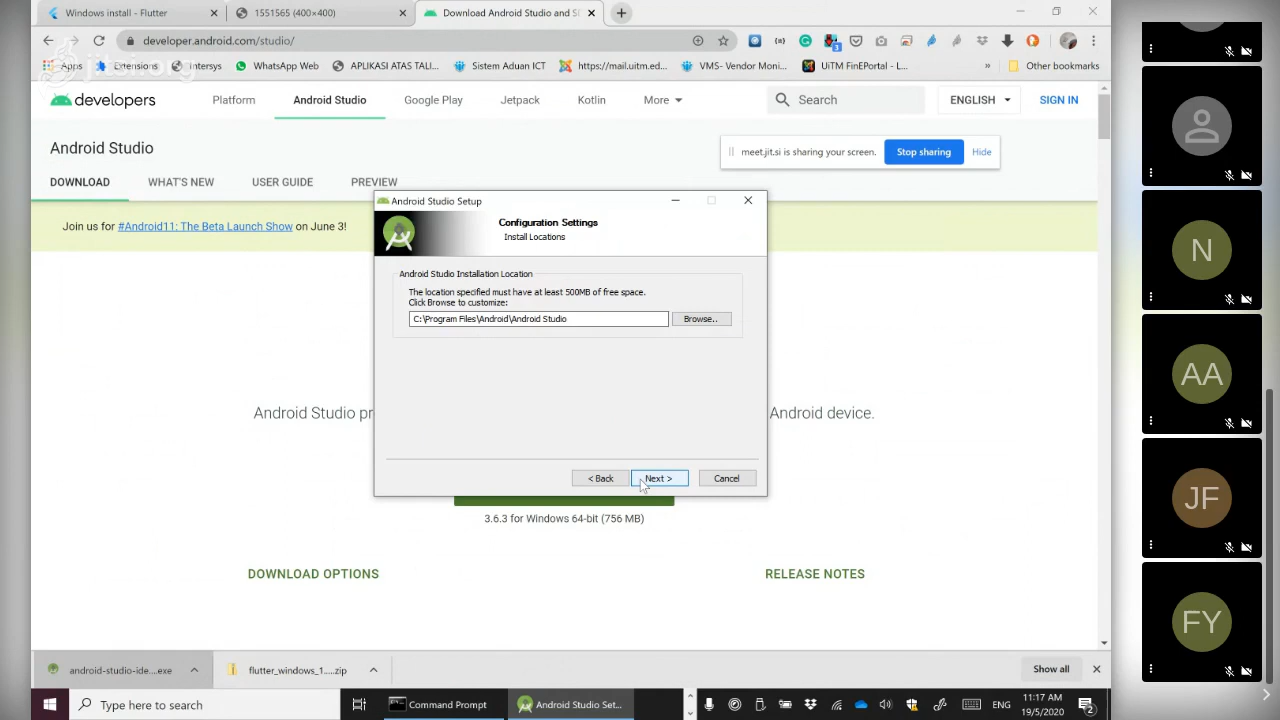 Windows install - Flutter
1551565 (400×400)
Download Android Studio and S
developer.android.com/studio/
Apps
Extensions
Intersys
WhatsApp Web
APLIKASI ATAS TALI...
Sistem Aduan ICT
https://mail.uitm.ed...
VMS- Vendor Mana...
UiTM FinEPortal - L...
»
Other bookmarks
developers
Platform
Android Studio
Google Play
Jetpack
Kotlin
More
Search
ENGLISH
SIGN IN
Android Studio
meet.jit.si is sharing your screen.
Stop sharing
Hide
DOWNLOAD
WHAT'S NEW
USER GUIDE
PREVIEW
Join us for #Android11: The Beta Launch Show on June 3!
Android Studio Setup
Configuration Settings
Install Locations
Android Studio Installation Location
The location specified must have at least 500MB of free space.
Click Browse to customize:
C:\Program Files\Android\Android Studio
Browse..
Android Studio pr
Android device.
< Back
Next >
Cancel
3.6.3 for Windows 64-bit (756 MB)
DOWNLOAD OPTIONS
RELEASE NOTES
android-studio-ide....exe
flutter_windows_1....zip
Show all
Type here to search
Command Prompt
Android Studio Set...
ENG
11:17 AM
19/5/2020
2
N
AA
JF
FY